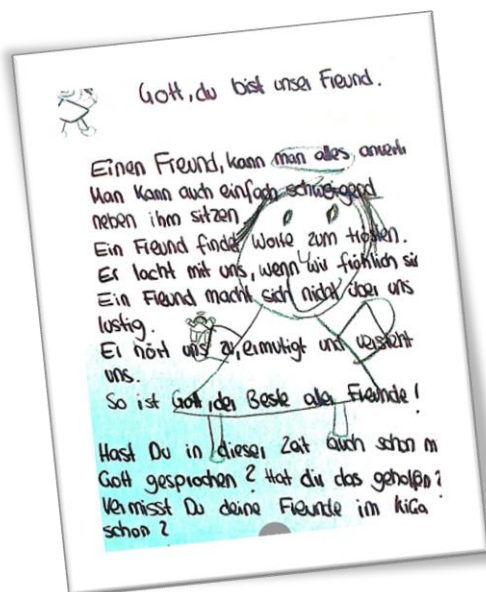 Gott, du bist unser Freund.
Einen Freund, kann man alles anvertr
Man kann auch einfach schweigend
neben ihm sitzen
Ein Freund findet Worte zum trösten.
Er lacht mit uns, wenn wir fröhlich si
Ein Freund macht sich nicht über uns
lustig.
Er hört uns zu, ermutigt und versteht
uns.
So ist Gott, der Beste aller Freunde!
Hast Du in dieser Zeit auch schon m
Gott gesprochen? Hat dir das geholfen?
Vermisst Du deine Freunde im KiGa
schon?